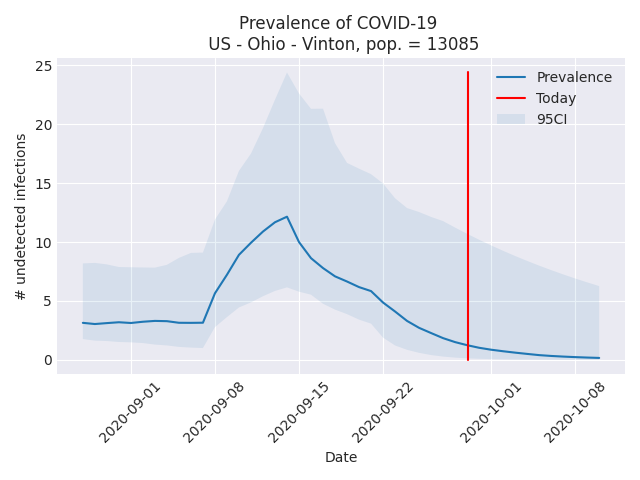 Prevalence of COVID-19
US - Ohio - Vinton, pop. = 13085
25
20
15
10
5
0
# undetected infections
Prevalence
Today
95CI
2020-09-01
2020-09-08
2020-09-15
2020-09-22
2020-10-01
2020-10-08
Date